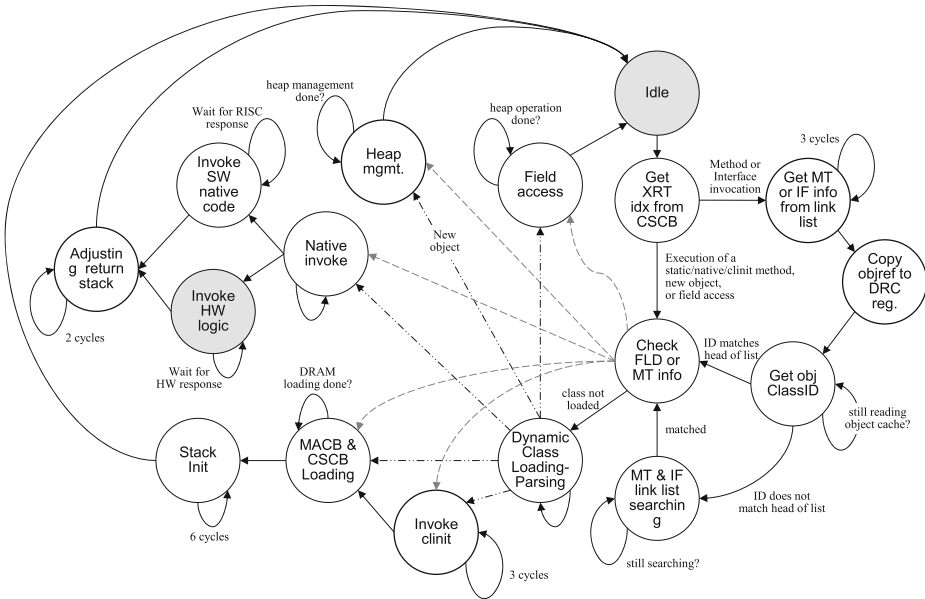 Idle
heap management
done?
heap operation
done?
Wait for RISC
response
3 cycles
Invoke
SW
native
code
Heap
mgmt.
Field
access
Get
XRT
idx from
CSCB
Method or
Interface
invocation
Get MT
or IF info
from link
list
Adjustin
g return
stack
Native
invoke
New
object
Execution of a
static/native/clinit method,
new object,
or field access
Copy
objref to
DRC
reg.
Invoke
HW
logic
2 cycles
Wait for
HW response
Check
FLD or
MT info
ID matches
head of list
Get obj
ClassID
DRAM
loading done?
class not
loaded
still reading
object cache?
Stack
Init
MACB &
CSCB
Loading
Dynamic
Class
Loading-
Parsing
matched
MT & IF
link list
searchin
g
ID does not
match head of list
6 cycles
Invoke
clinit
3 cycles
still searching?